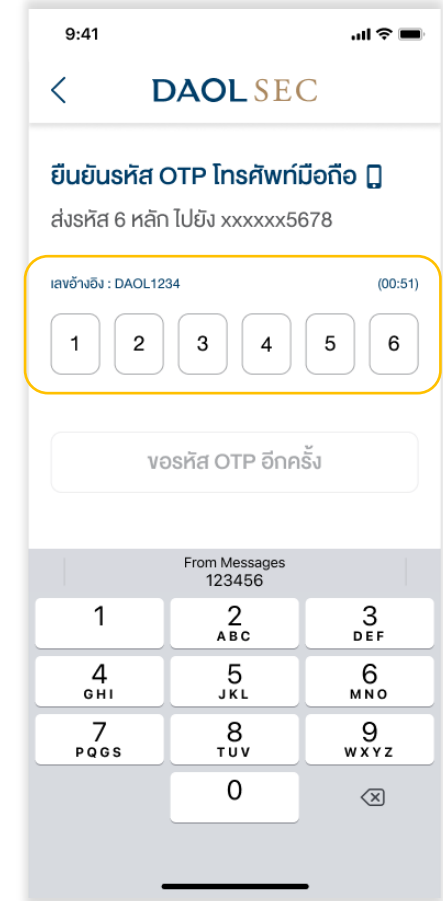 9:41
DAOL SEC
ยืนยันรหัส OTP โทรศัพท์มือถือ
ส่งรหัส 6 หลัก ไปยัง xxxxxx5678
เลขอ้างอิง : DAOL1234 (00:51)
1 2 3 4 5 6
ขอรหัส OTP อีกครั้ง
From Messages
123456
1 2 3
ABC DEF
4 5 6
GHI JKL MNO
7 8 9
PQGS TUV WXYZ
0